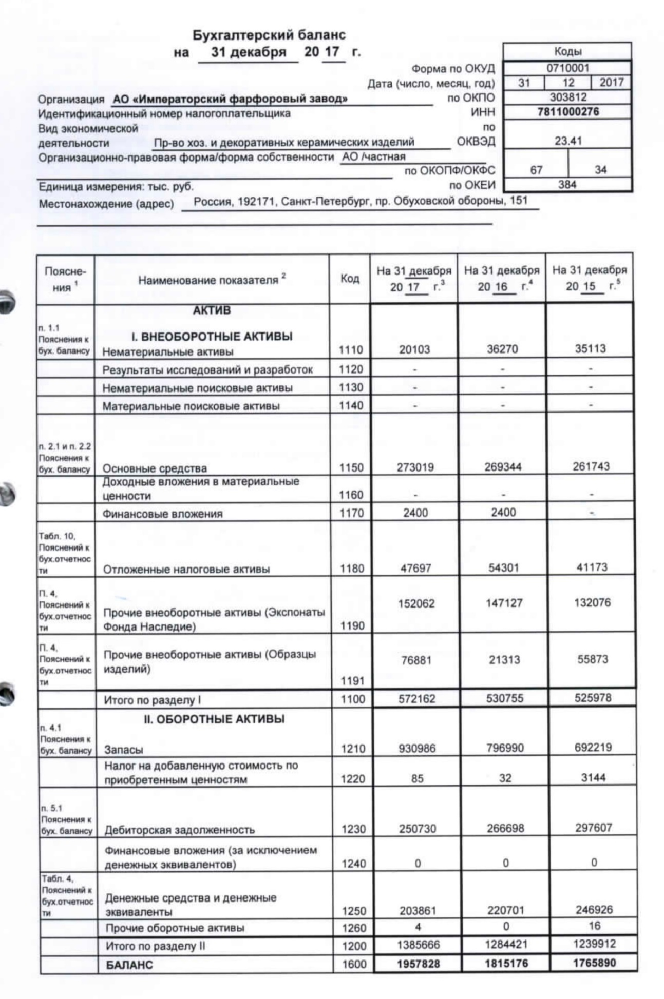 Бухгалтерский баланс
на 31 декабря 20 17 г.
Коды
Форма по ОКУД 0710001
Дата (число, месяц, год) 31 12 2017
Организация АО «Императорский фарфоровый завод» по ОКПО 303812
Идентификационный номер налогоплательщика ИНН 7811000276
Вид экономической по
деятельности Пр-во хоз. и декоративных керамических изделий ОКВЭД 23.41
Организационно-правовая форма/форма собственности АО /частная
по ОКОПФ/ОКФС 67 34
Единица измерения: тыс. руб. по ОКЕИ 384
Местонахождение (адрес) Россия, 192171, Санкт-Петербург, пр. Обуховской обороны, 151
Поясне-
ния 1
Наименование показателя 2
Код
На 31 декабря
20 17 г.3
На 31 декабря
20 16 г.4
На 31 декабря
20 15 г.5
АКТИВ
I. ВНЕОБОРОТНЫЕ АКТИВЫ
п. 1.1
Пояснения к
бух. балансу
Нематериальные активы 1110 20103 36270 35113
Результаты исследований и разработок 1120 - - -
Нематериальные поисковые активы 1130 - - -
Материальные поисковые активы 1140 - - -
п. 2.1 и п. 2.2
Пояснения к
бух. балансу
Основные средства 1150 273019 269344 261743
Доходные вложения в материальные
ценности 1160 - - -
Финансовые вложения 1170 2400 2400 -
Табл. 10,
Пояснений к
бух.отчетнос
ти
Отложенные налоговые активы 1180 47697 54301 41173
П. 4,
Пояснений к
бух.отчетнос
ти
Прочие внеоборотные активы (Экспонаты
Фонда Наследие) 1190 152062 147127 132076
П. 4,
Пояснений к
бух.отчетнос
ти
Прочие внеоборотные активы (Образцы
изделий) 1191 76881 21313 55873
Итого по разделу I 1100 572162 530755 525978
II. ОБОРОТНЫЕ АКТИВЫ
п. 4.1
Пояснения к
бух. балансу
Запасы 1210 930986 796990 692219
Налог на добавленную стоимость по
приобретенным ценностям 1220 85 32 3144
п. 5.1
Пояснения к
бух. балансу
Дебиторская задолженность 1230 250730 266698 297607
Финансовые вложения (за исключением
денежных эквивалентов) 1240 0 0 0
Табл. 4,
Пояснений к
бух.отчетнос
ти
Денежные средства и денежные
эквиваленты 1250 203861 220701 246926
Прочие оборотные активы 1260 4 0 16
Итого по разделу II 1200 1385666 1284421 1239912
БАЛАНС 1600 1957828 1815176 1765890